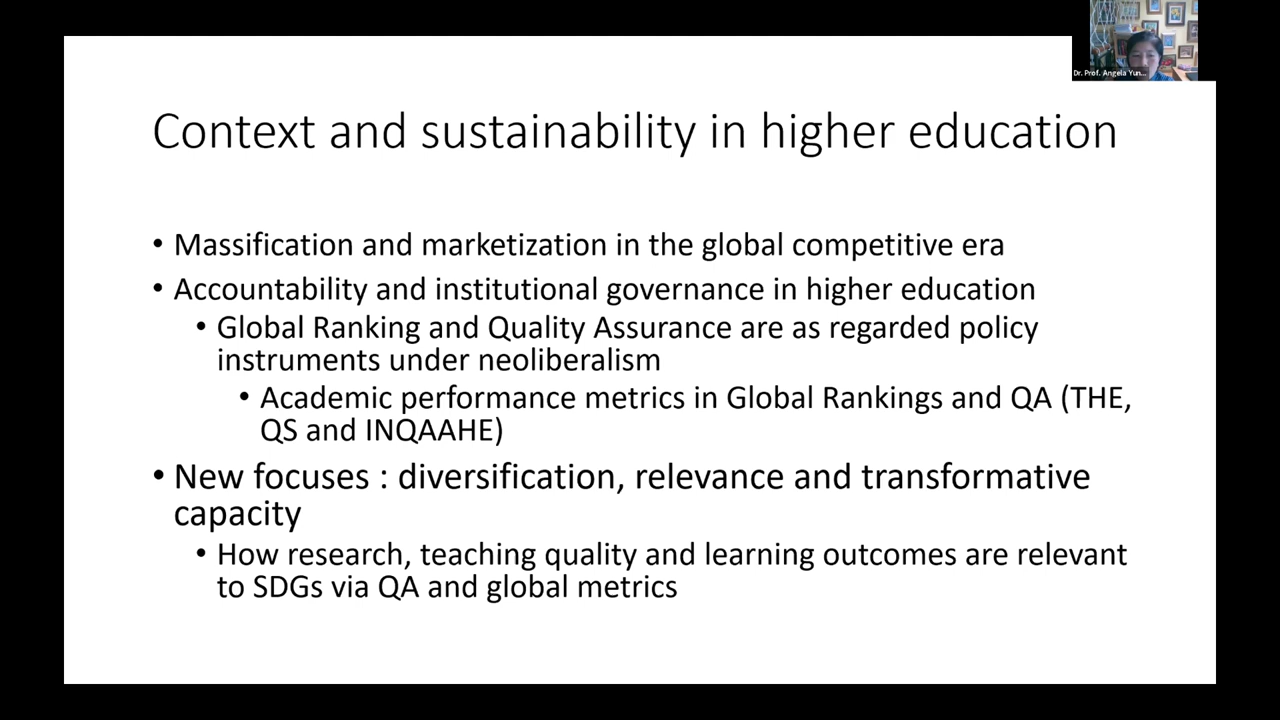 Dr. Prof. Angela Yun...
Context and sustainability in higher education
• Massification and marketization in the global competitive era
• Accountability and institutional governance in higher education
• Global Ranking and Quality Assurance are as regarded policy
instruments under neoliberalism
• Academic performance metrics in Global Rankings and QA (THE,
QS and INQAAHE)
• New focuses : diversification, relevance and transformative
capacity
• How research, teaching quality and learning outcomes are relevant
to SDGs via QA and global metrics